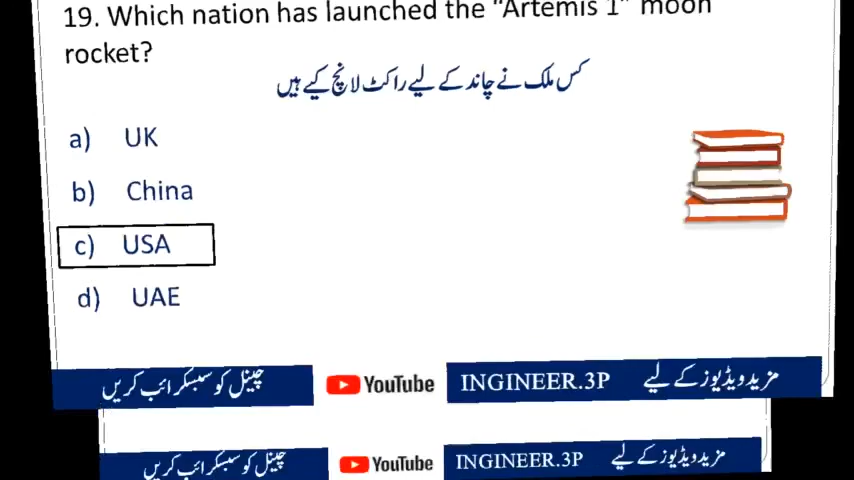 19. Which nation has launched the “Artemis 1” moon
rocket?
کس ملک نے چاند کے لیے راکٹ لانچ کیے ہیں
a) UK
b) China
c) USA
d) UAE
چینل کو سبسکرائب کریں YouTube INGINEER.3P مزید ویڈیوز کے لیے
چینل کو سبسکرائب کریں YouTube INGINEER.3P مزید ویڈیوز کے لیے